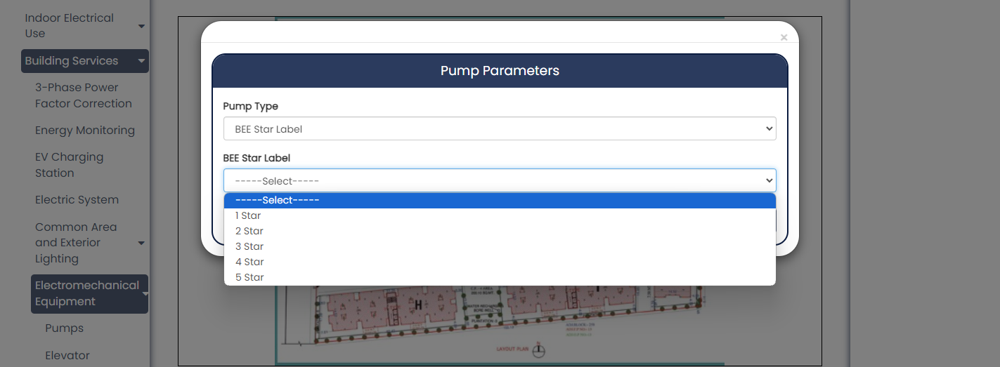 Indoor Electrical
Use
Building Services
3-Phase Power
Factor Correction
Energy Monitoring
EV Charging
Station
Electric System
Common Area
and Exterior
Lighting
Electromechanical
Equipment
Pumps
Elevator
×
Pump Parameters
Pump Type
BEE Star Label
BEE Star Label
-----Select-----
-----Select-----
1 Star
2 Star
3 Star
4 Star
5 Star
H
PLANTATION-3
LAYOUT PLAN
N